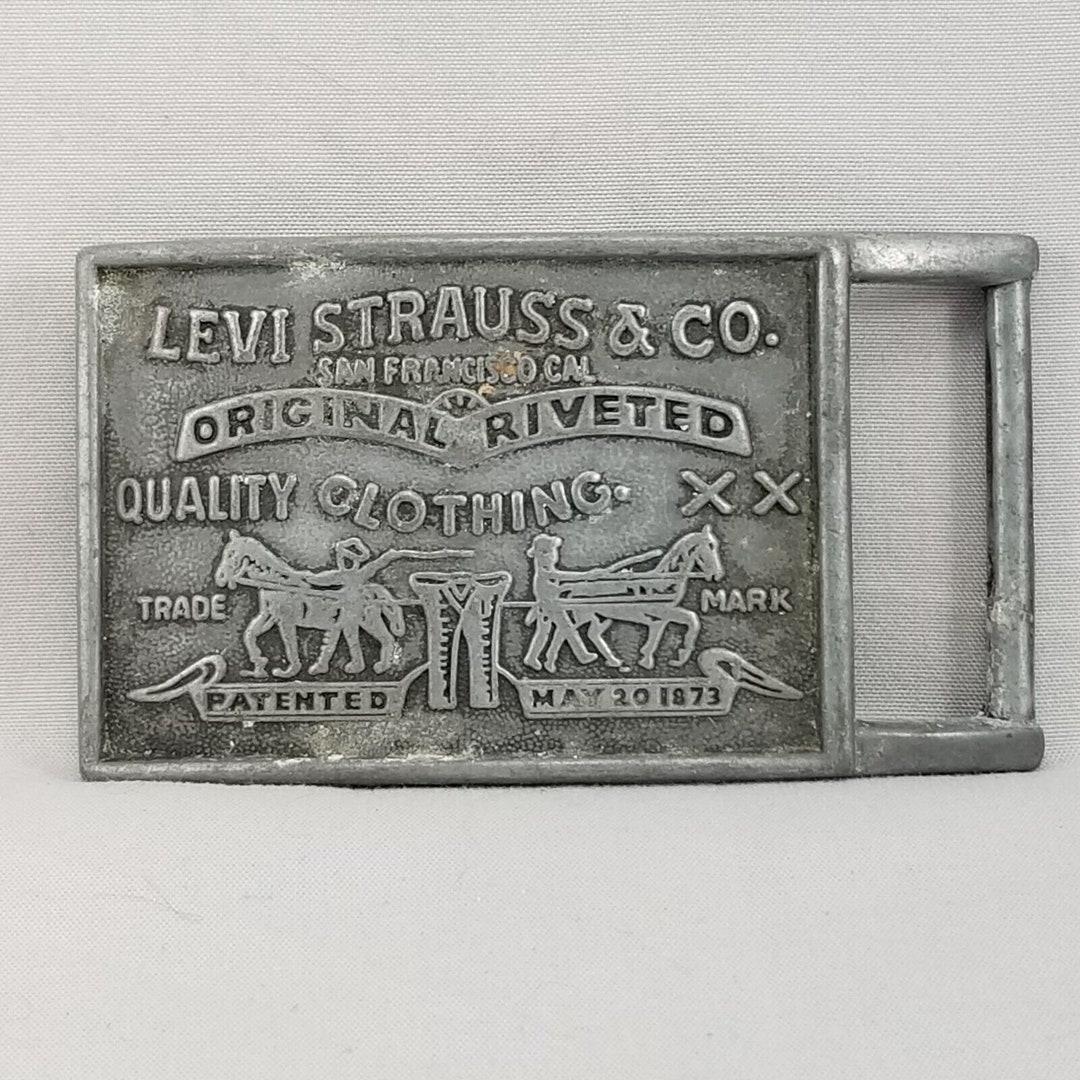 LEVI STRAUSS & CO.
SAN FRANCISCO CAL
ORIGINAL RIVETED
QUALITY CLOTHING. XX
TRADE MARK
PATENTED MAY 20 1873